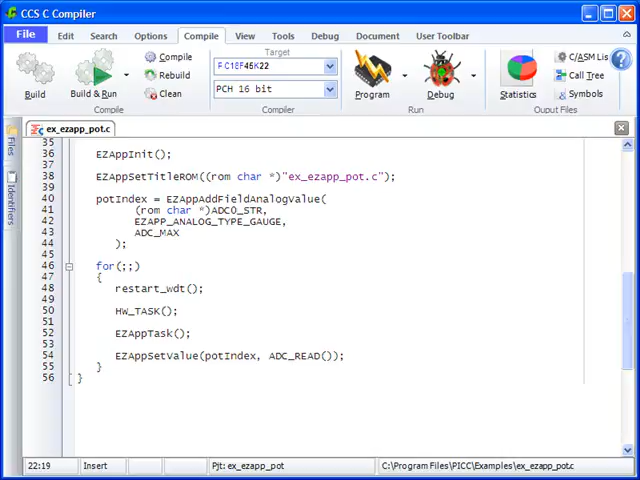 CCS C Compiler
File Edit Search Options Compile View Tools Debug Document User Toolbar
Build
Build & Run
Compile
Rebuild
Clean
Compile
Target
PCH 16 bit
Compiler
Program
Debug
Run
Statistics
C/ASM Lis
Call Tree
Symbols
Ouput Files
Files
Identifiers
ex_ezapp_pot.c
35
36 EZAppInit();
37
38 EZAppSetTitleROM((rom char *)"ex_ezapp_pot.c");
39
40 potIndex = EZAppAddFieldAnalogValue(
41 (rom char *)ADC0_STR,
42 EZAPP_ANALOG_TYPE_GAUGE,
43 ADC_MAX
44 );
45
46 for(;;)
47 {
48 restart_wdt();
49
50 HW_TASK();
51
52 EZAppTask();
53
54 EZAppSetValue(potIndex, ADC_READ());
55 }
56 }
22:19 Insert Pjt: ex_ezapp_pot C:\Program Files\PICC\Examples\ex_ezapp_pot.c